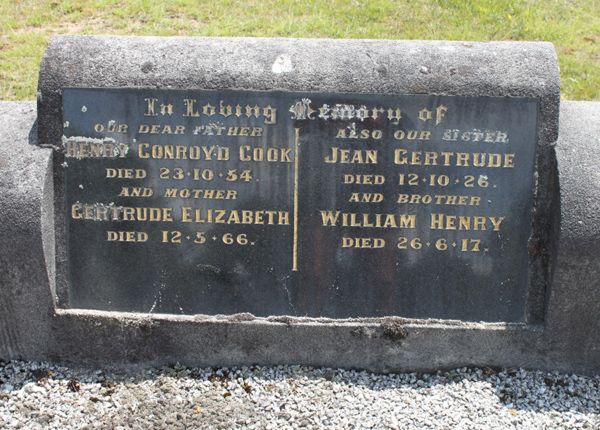 In Loving Memory of
OUR DEAR FATHER
HENRY CONROYD COOK
DIED 23·10·54.
AND MOTHER
GERTRUDE ELIZABETH
DIED 12·5·66.
ALSO OUR SISTER
JEAN GERTRUDE
DIED 12·10·26.
AND BROTHER
WILLIAM HENRY
DIED 26·6·17.